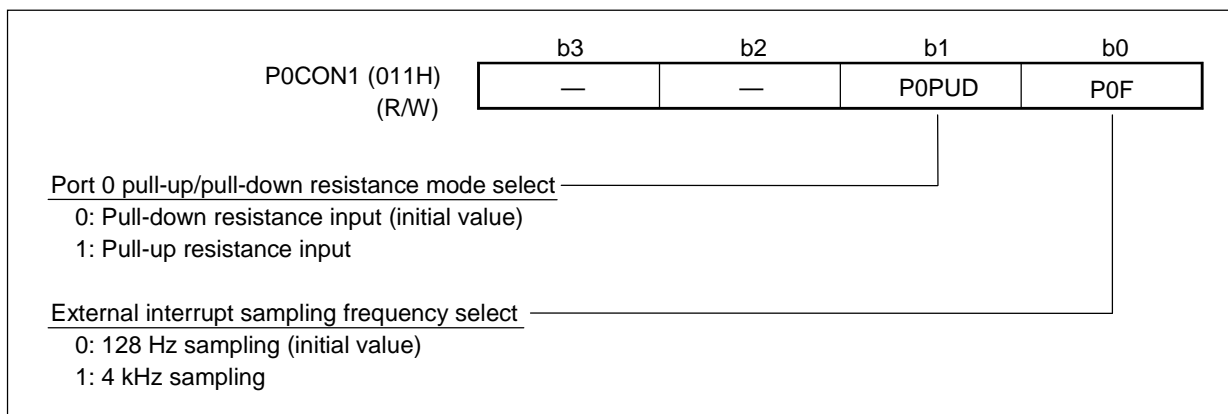 b3 b2 b1 b0
P0CON1 (011H) — — P0PUD P0F
(R/W)
Port 0 pull-up/pull-down resistance mode select
0: Pull-down resistance input (initial value)
1: Pull-up resistance input
External interrupt sampling frequency select
0: 128 Hz sampling (initial value)
1: 4 kHz sampling